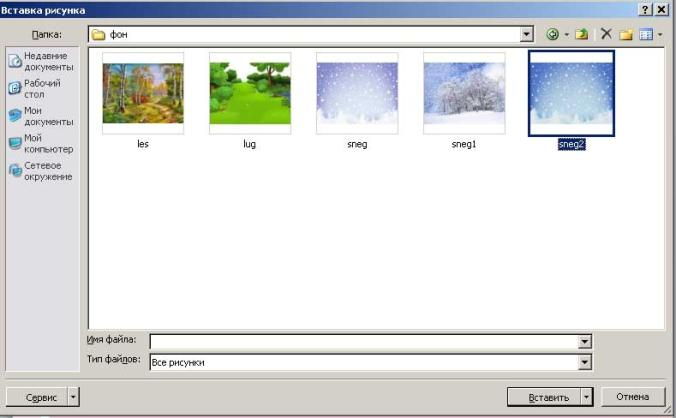 Вставка рисунка
Папка:
фон
Недавние
документы
Рабочий
стол
Мои
документы
Мой
компьютер
Сетевое
окружение
les
lug
sneg
sneg1
sneg2
Имя файла:
Тип файлов:
Все рисунки
Сервис
Вставить
Отмена